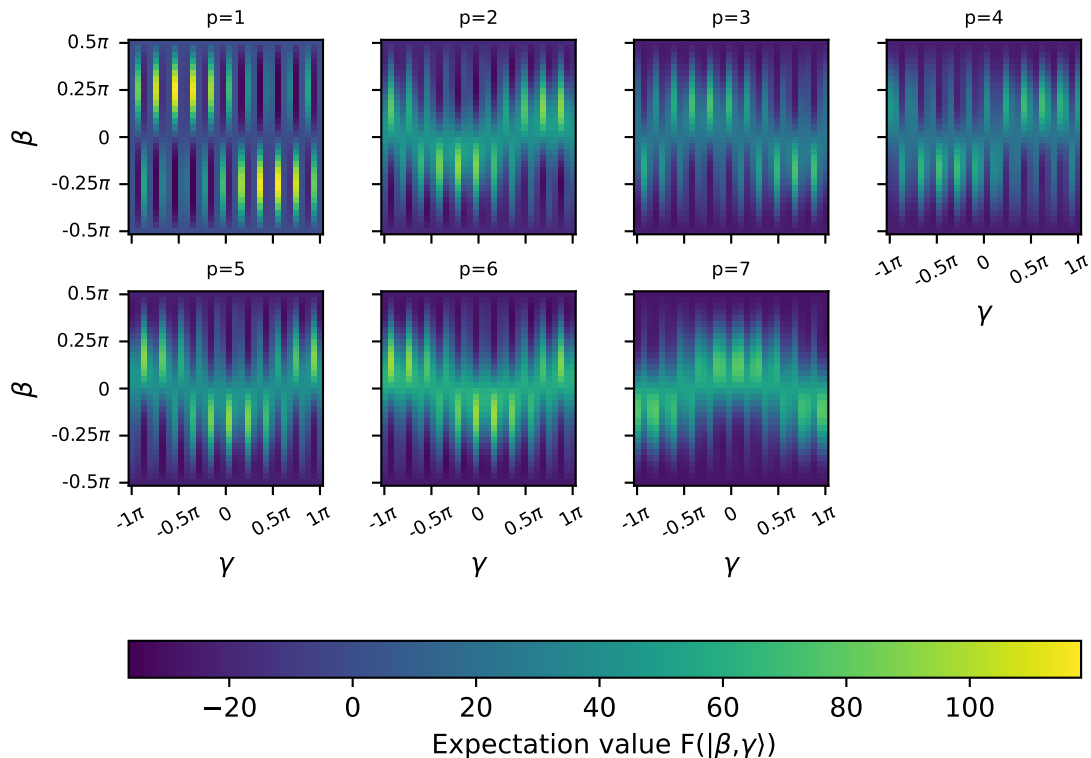 p=1
p=2
p=3
p=4
0.5π
0.25π
0
-0.25π
-0.5π
β
-1π
-0.5π
0
0.5π
1π
γ
p=5
p=6
p=7
0.5π
0.25π
0
-0.25π
-0.5π
β
-1π
-0.5π
0
0.5π
1π
-1π
-0.5π
0
0.5π
1π
-1π
-0.5π
0
0.5π
1π
γ
γ
γ
−20
0
20
40
60
80
100
Expectation value F(|β,γ⟩)